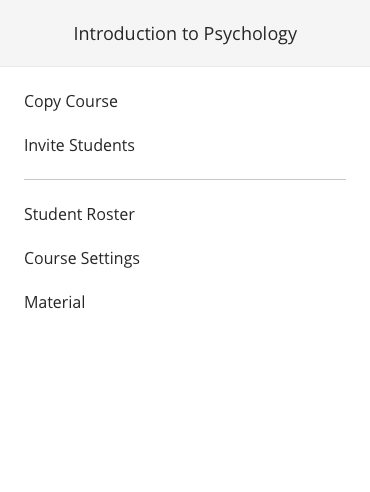 Introduction to Psychology
Copy Course
Invite Students
Student Roster
Course Settings
Material